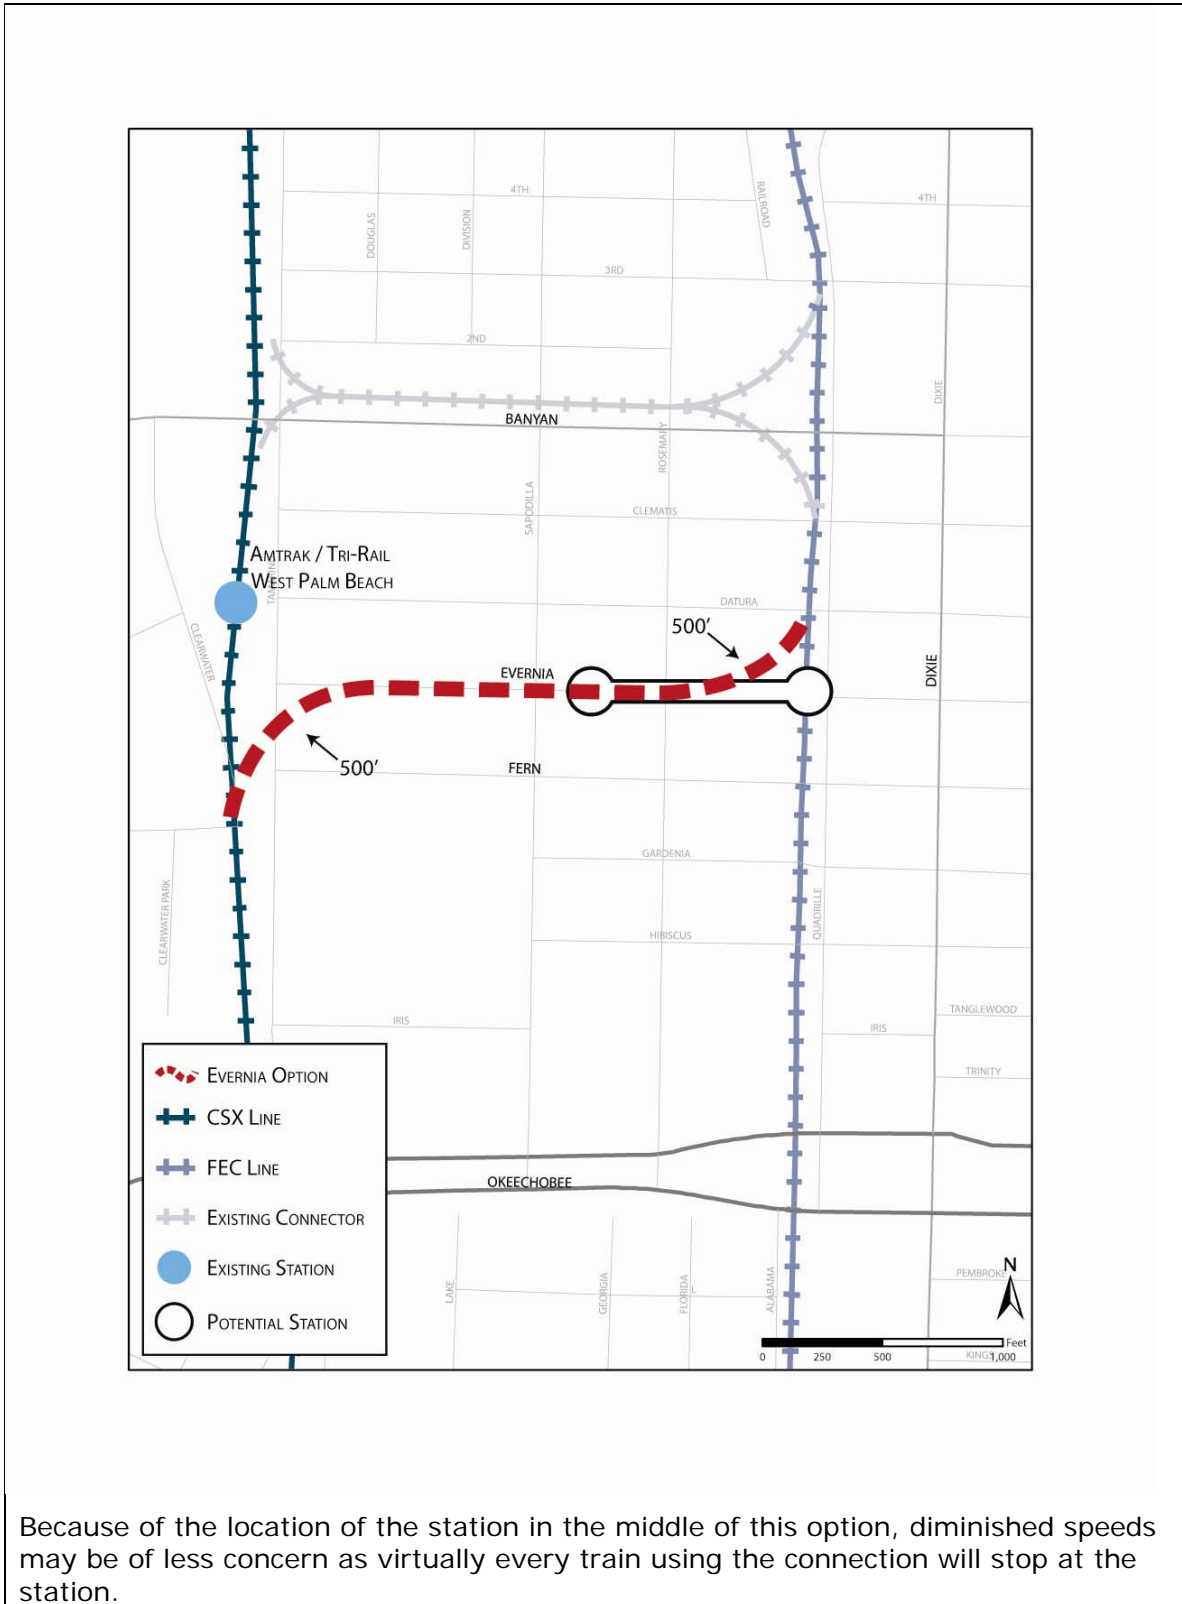 4TH
4TH
RAILROAD
DOUGLAS
DIVISION
3RD
2ND
DIXIE
BANYAN
ROSEMARY
SAPODILLA
CLEMATIS
AMTRAK / TRI-RAIL
WEST PALM BEACH
DATURA
500'
CLEARWATER
EVERNIA
DIXIE
500'
FERN
GARDENIA
CLEARWATER PARK
QUADRILLE
HIBISCUS
TANGLEWOOD
IRIS
IRIS
TRINITY
EVERNIA OPTION
CSX LINE
FEC LINE
EXISTING CONNECTOR
EXISTING STATION
POTENTIAL STATION
OKEECHOBEE
LAKE
GEORGIA
FLORIDA
L
ALABAMA
PEMBROKE
N
Feet
0 250 500 1,000
KINGS
Because of the location of the station in the middle of this option, diminished speeds
may be of less concern as virtually every train using the connection will stop at the
station.